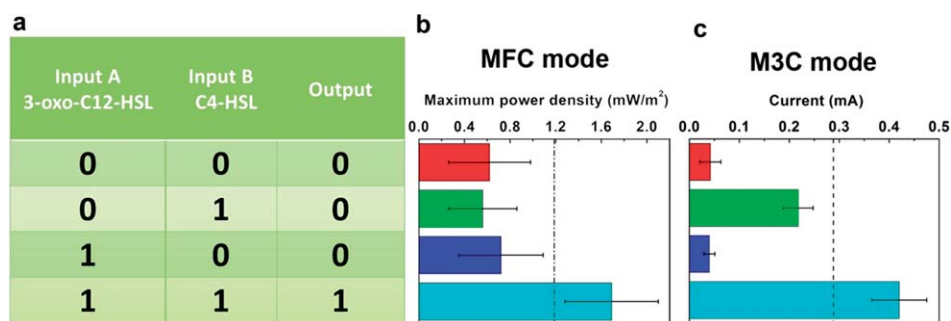 a
Input A
3-oxo-C12-HSL
Input B
C4-HSL
Output
0 0 0
0 1 0
1 0 0
1 1 1
b
MFC mode
Maximum power density (mW/m²)
0.0 0.4 0.8 1.2 1.6 2.0
c
M3C mode
Current (mA)
0.0 0.1 0.2 0.3 0.4 0.5